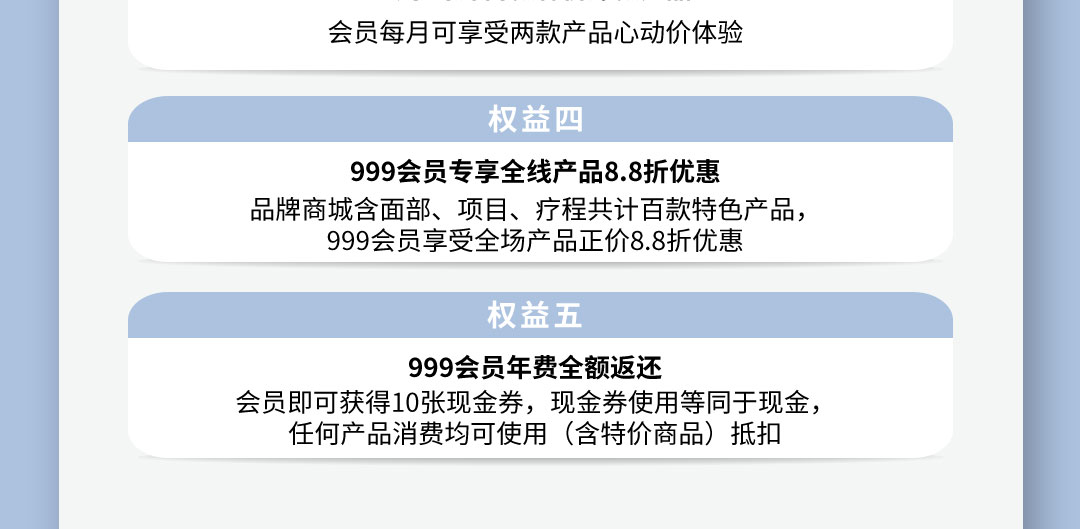 会员每月可享受两款产品心动价体验
权益四
999会员专享全线产品8.8折优惠
品牌商城含面部、项目、疗程共计百款特色产品，
999会员享受全场产品正价8.8折优惠
权益五
999会员年费全额返还
会员即可获得10张现金券，现金券使用等同于现金，
任何产品消费均可使用（含特价商品）抵扣